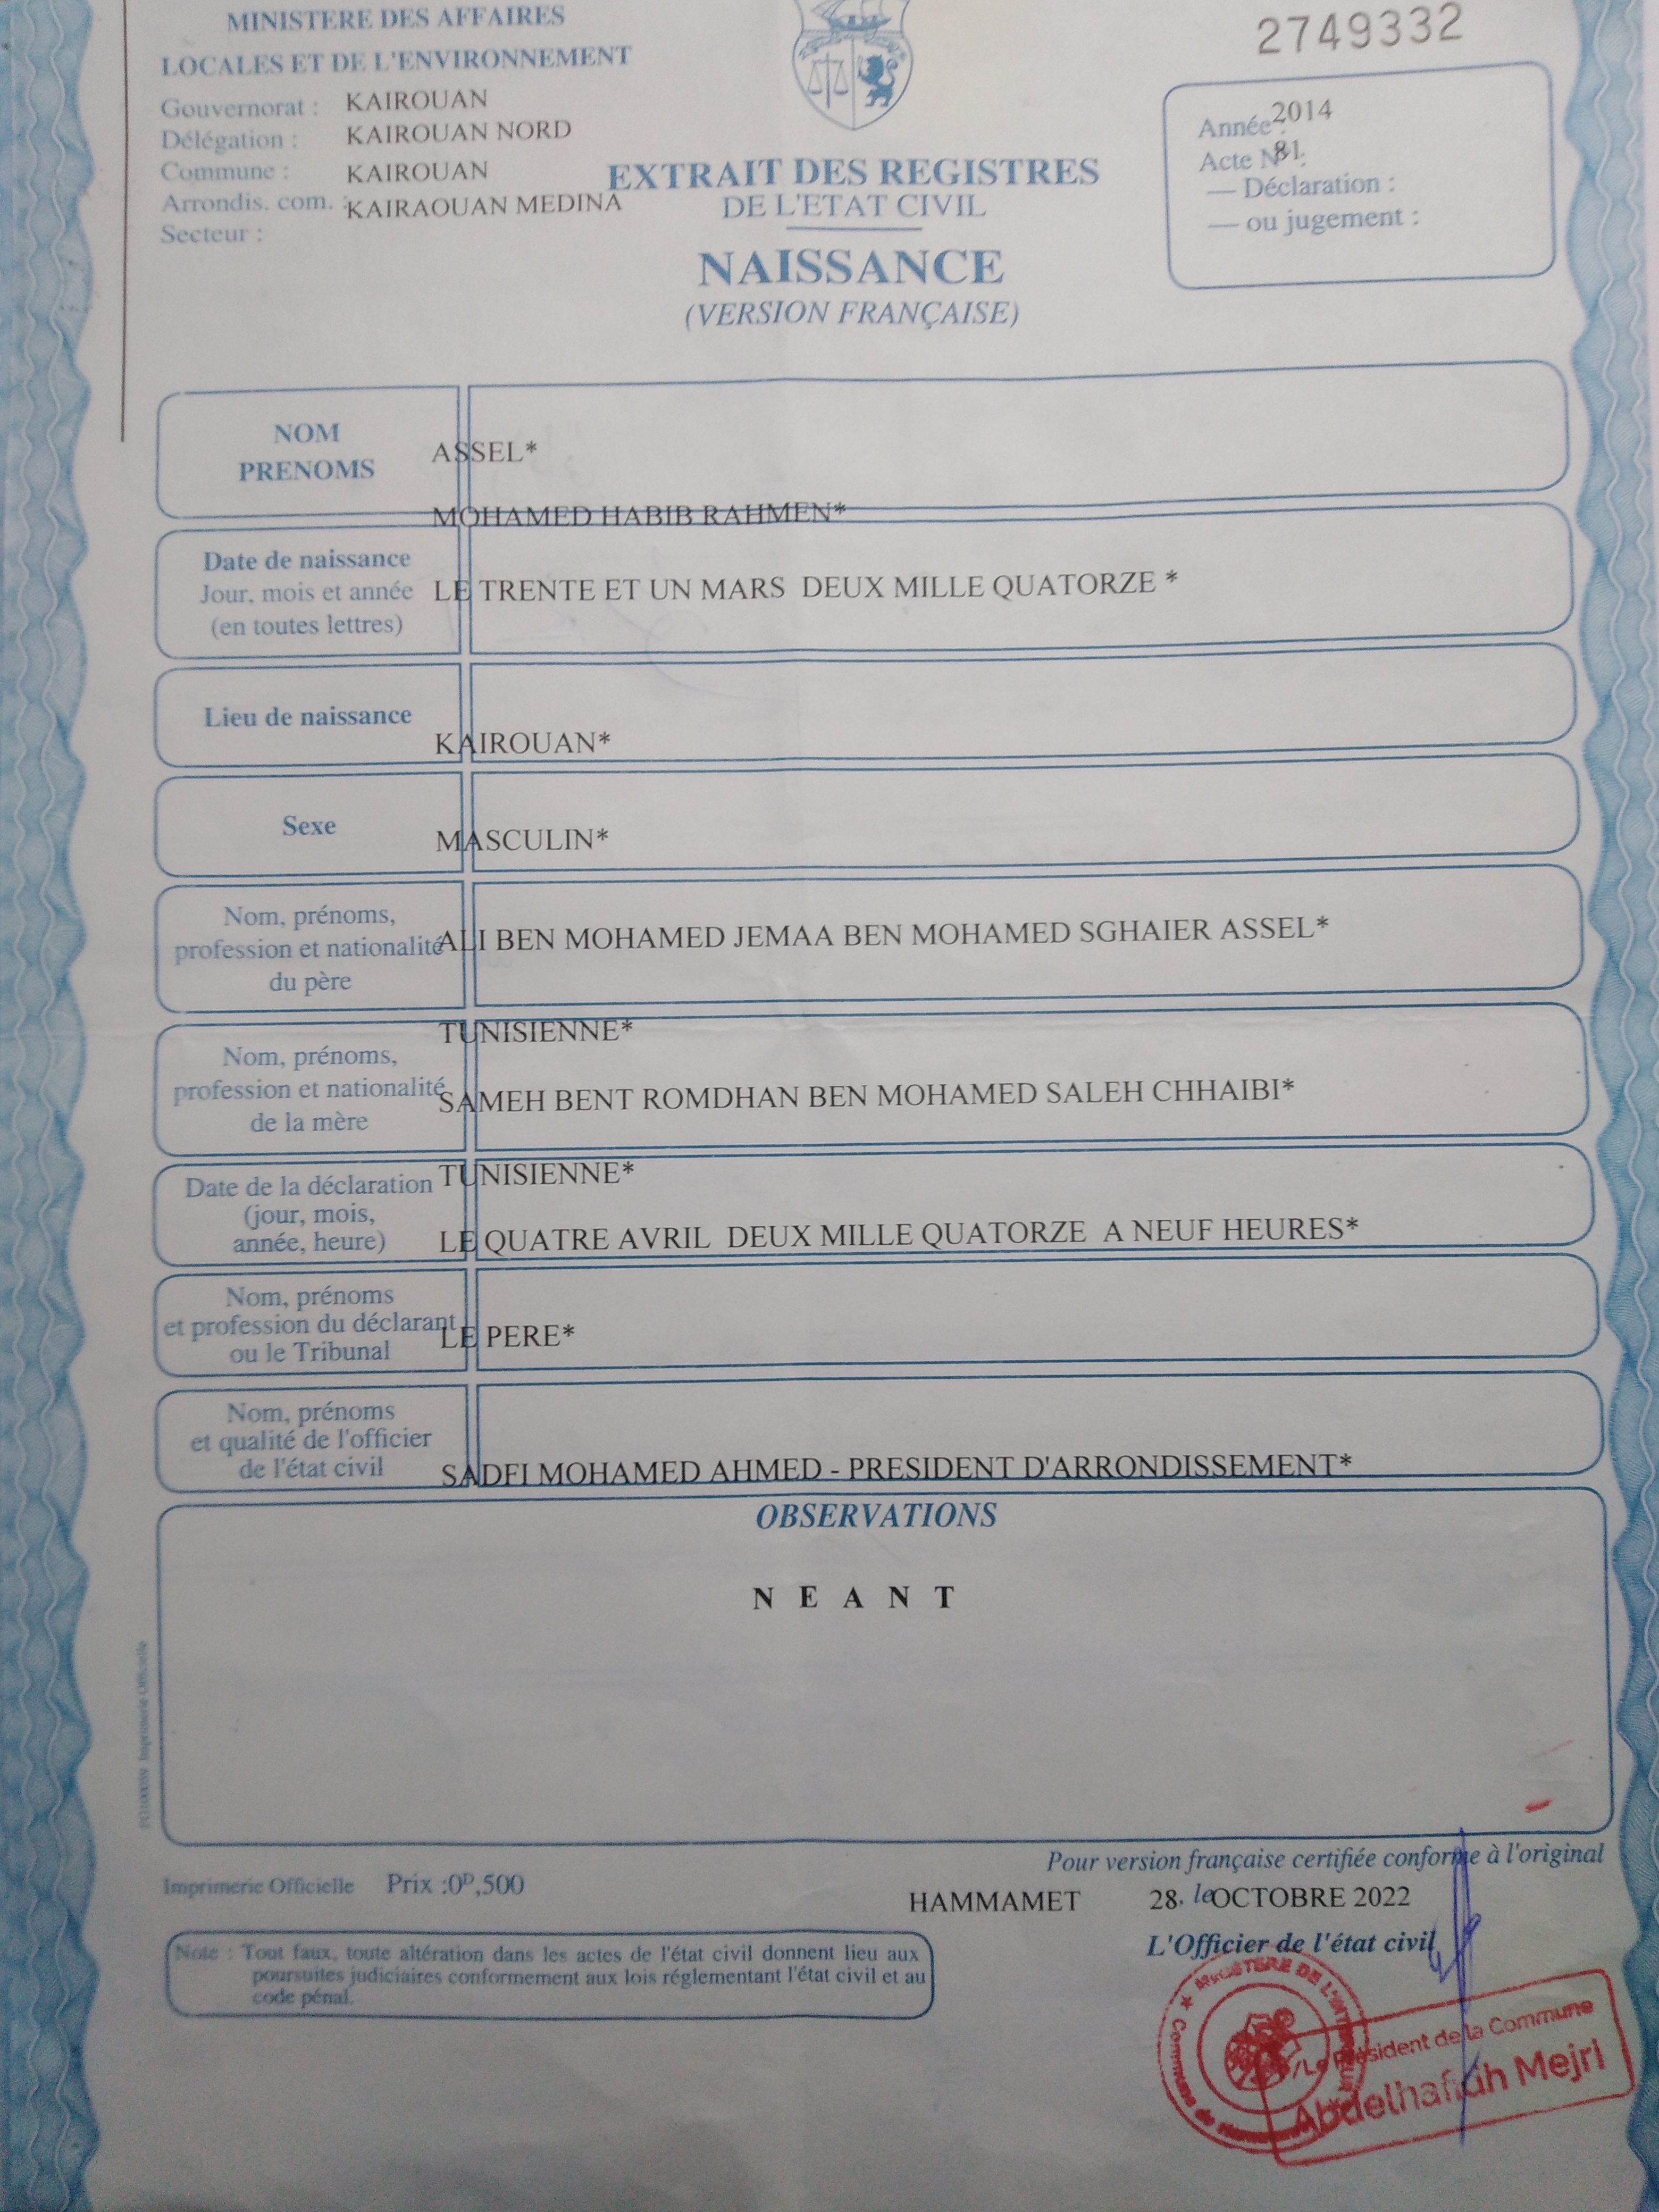 MINISTERE DES AFFAIRES
LOCALES ET DE L'ENVIRONNEMENT
Gouvernorat : KAIROUAN
Délégation : KAIROUAN NORD
Commune : KAIROUAN
Arrondis. com. : KAIRAOUAN MEDINA
Secteur :
2749332
Année : 2014
Acte N° : 81
— Déclaration :
— ou jugement :
EXTRAIT DES REGISTRES
DE L'ETAT CIVIL
NAISSANCE
(VERSION FRANÇAISE)
NOM
PRENOMS
ASSEL*
MOHAMED HABIB RAHMEN*
Date de naissance
Jour, mois et année
(en toutes lettres)
LE TRENTE ET UN MARS DEUX MILLE QUATORZE *
Lieu de naissance
KAIROUAN*
Sexe
MASCULIN*
Nom, prénoms,
profession et nationalité
du père
ALI BEN MOHAMED JEMAA BEN MOHAMED SGHAIER ASSEL*
TUNISIENNE*
Nom, prénoms,
profession et nationalité
de la mère
SAMEH BENT ROMDHAN BEN MOHAMED SALEH CHHAIBI*
TUNISIENNE*
Date de la déclaration
(jour, mois,
année, heure)
LE QUATRE AVRIL DEUX MILLE QUATORZE A NEUF HEURES*
Nom, prénoms
et profession du déclarant
ou le Tribunal
LE PERE*
Nom, prénoms
et qualité de l'officier
de l'état civil
SADFI MOHAMED AHMED - PRESIDENT D'ARRONDISSEMENT*
OBSERVATIONS
N E A N T
Imprimerie Officielle
Pour version française certifiée conforme à l'original
Imprimerie Officielle Prix :0ᴰ,500
HAMMAMET 28, le OCTOBRE 2022
L'Officier de l'état civil
Note : Tout faux, toute altération dans les actes de l'état civil donnent lieu aux
poursuites judiciaires conformement aux lois réglementant l'état civil et au
code pénal.
MINISTERE DE L'INTERIEUR
Commune de
/Le Président de la Commune
Abdelhafidh Mejri